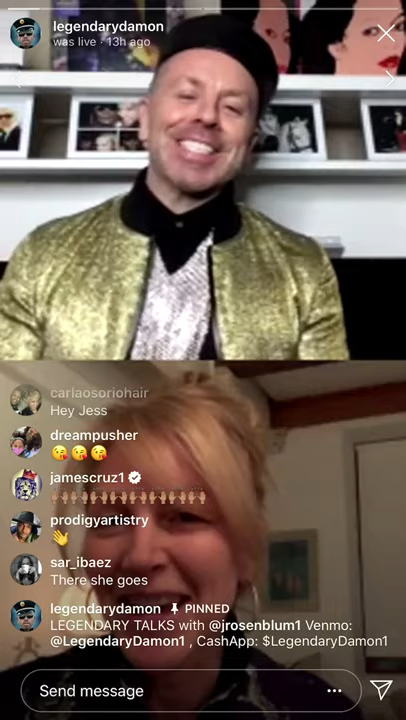 legendarydamon
was live · 13h ago
carlaosoriohair
Hey Jess
dreampusher
😘😘😘
jamescruz1
🙌🏽🙌🏽🙌🏽🙌🏽🙌🏽🙌🏽🙌🏽🙌🏽🙌🏽🙌🏽🙌🏽
prodigyartistry
👋
sar_ibaez
There she goes
legendarydamon PINNED
LEGENDARY TALKS with @jrosenblum1 Venmo:
@LegendaryDamon1 , CashApp: $LegendaryDamon1
Send message